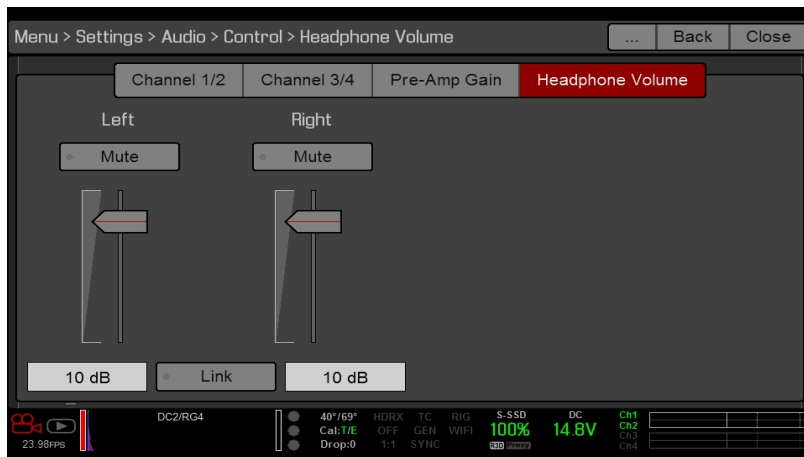 Menu > Settings > Audio > Control > Headphone Volume
... Back Close
Channel 1/2 Channel 3/4 Pre-Amp Gain Headphone Volume
Left Right
Mute Mute
10 dB Link 10 dB
DC2/RG4 40°/69° HDRX TC RIG S-SSD DC Ch1
Cal:T/E OFF GEN WIFI 100% 14.8V Ch2
Ch3
23.98FPS Drop:0 1:1 SYNC R3D Proxy Ch4